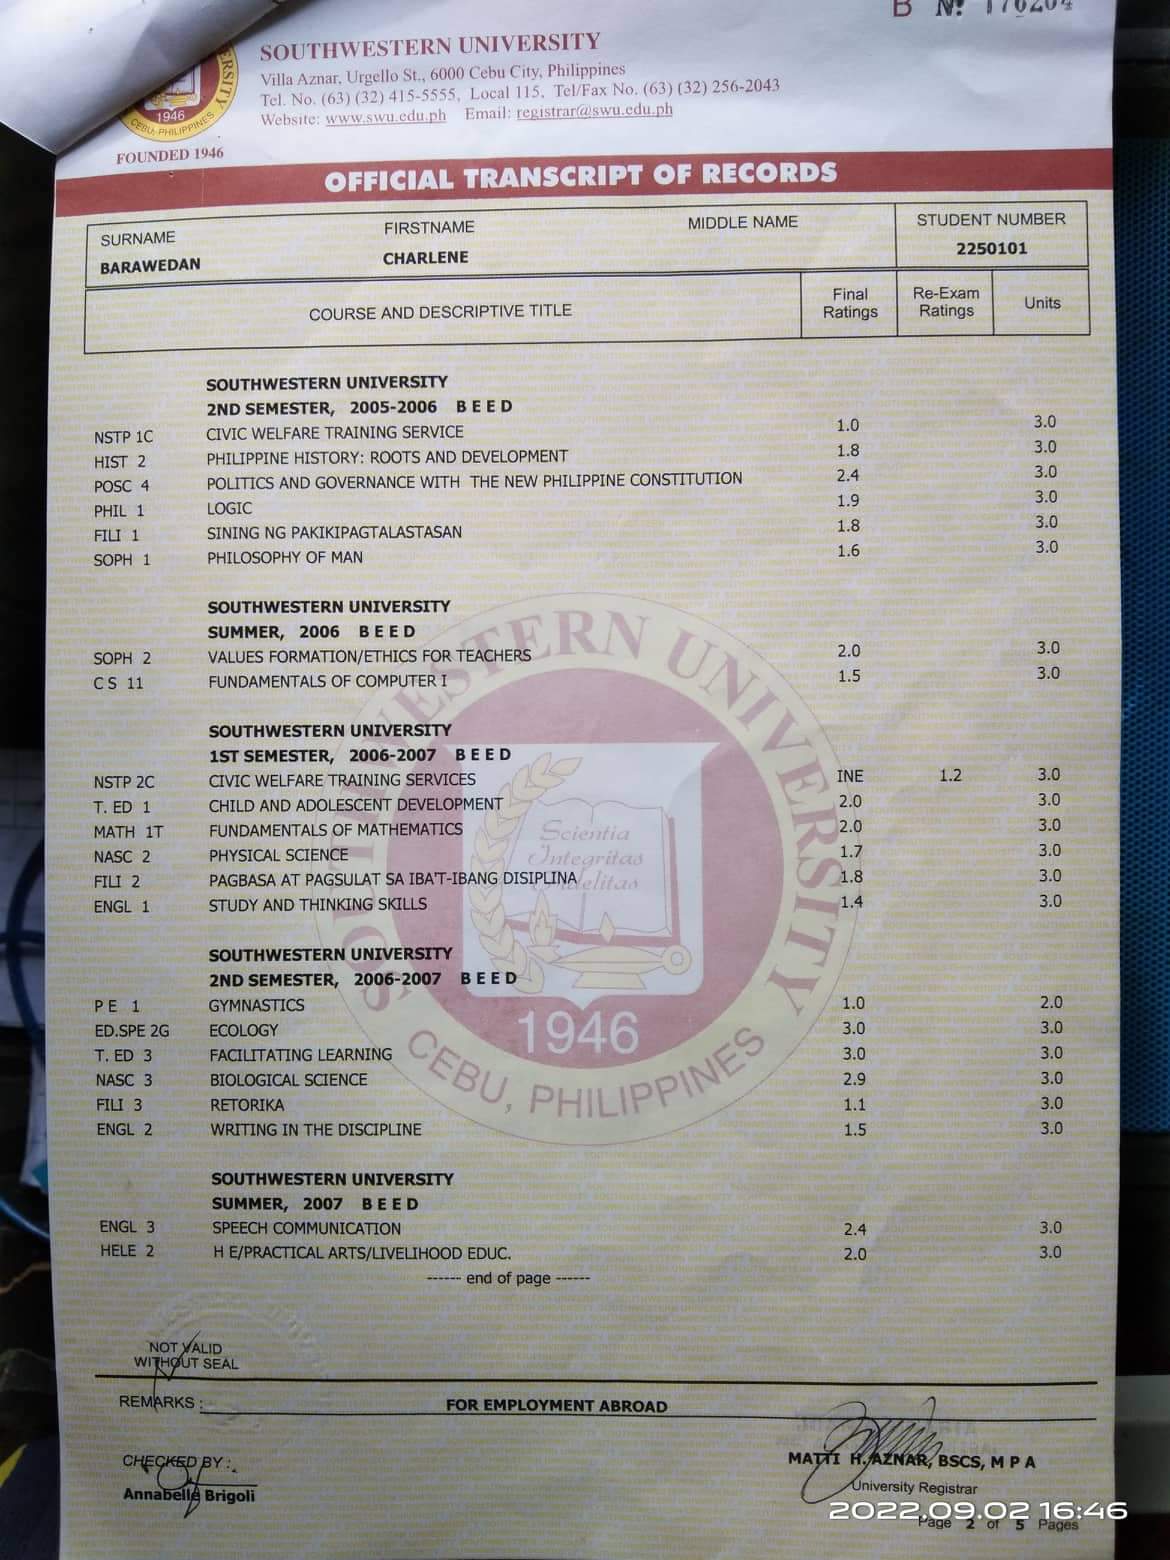 B Nº 176204
SOUTHWESTERN UNIVERSITY
Villa Aznar, Urgello St., 6000 Cebu City, Philippines
Tel. No. (63) (32) 415-5555, Local 115, Tel/Fax No. (63) (32) 256-2043
Website: www.swu.edu.ph Email: registrar@swu.edu.ph
1946
CEBU, PHILIPPINES
FOUNDED 1946
OFFICIAL TRANSCRIPT OF RECORDS
SURNAME FIRSTNAME MIDDLE NAME STUDENT NUMBER
BARAWEDAN CHARLENE 2250101
COURSE AND DESCRIPTIVE TITLE Final Ratings Re-Exam Ratings Units
SOUTHWESTERN UNIVERSITY
2ND SEMESTER, 2005-2006 B E E D
NSTP 1C CIVIC WELFARE TRAINING SERVICE 1.0 3.0
HIST 2 PHILIPPINE HISTORY: ROOTS AND DEVELOPMENT 1.8 3.0
POSC 4 POLITICS AND GOVERNANCE WITH THE NEW PHILIPPINE CONSTITUTION 2.4 3.0
PHIL 1 LOGIC 1.9 3.0
FILI 1 SINING NG PAKIKIPAGTALASTASAN 1.8 3.0
SOPH 1 PHILOSOPHY OF MAN 1.6 3.0
SOUTHWESTERN UNIVERSITY
SUMMER, 2006 B E E D
SOPH 2 VALUES FORMATION/ETHICS FOR TEACHERS 2.0 3.0
C S 11 FUNDAMENTALS OF COMPUTER I 1.5 3.0
SOUTHWESTERN UNIVERSITY
1ST SEMESTER, 2006-2007 B E E D
NSTP 2C CIVIC WELFARE TRAINING SERVICES INE 1.2 3.0
T. ED 1 CHILD AND ADOLESCENT DEVELOPMENT 2.0 3.0
MATH 1T FUNDAMENTALS OF MATHEMATICS 2.0 3.0
NASC 2 PHYSICAL SCIENCE 1.7 3.0
FILI 2 PAGBASA AT PAGSULAT SA IBA'T-IBANG DISIPLINA 1.8 3.0
ENGL 1 STUDY AND THINKING SKILLS 1.4 3.0
SOUTHWESTERN UNIVERSITY
2ND SEMESTER, 2006-2007 B E E D
P E 1 GYMNASTICS 1.0 2.0
ED.SPE 2G ECOLOGY 3.0 3.0
T. ED 3 FACILITATING LEARNING 3.0 3.0
NASC 3 BIOLOGICAL SCIENCE 2.9 3.0
FILI 3 RETORIKA 1.1 3.0
ENGL 2 WRITING IN THE DISCIPLINE 1.5 3.0
SOUTHWESTERN UNIVERSITY
SUMMER, 2007 B E E D
ENGL 3 SPEECH COMMUNICATION 2.4 3.0
HELE 2 H E/PRACTICAL ARTS/LIVELIHOOD EDUC. 2.0 3.0
------ end of page ------
SOUTHWESTERN UNIVERSITY
Scientia
Integritas
Fidelitas
1946
CEBU, PHILIPPINES
NOT VALID
WITHOUT SEAL
REMARKS : FOR EMPLOYMENT ABROAD
CHECKED BY :
Annabelle Brigoli
MATTI H. AZNAR, BSCS, M P A
University Registrar
Page 2 of 5 Pages
2022.09.02 16:46